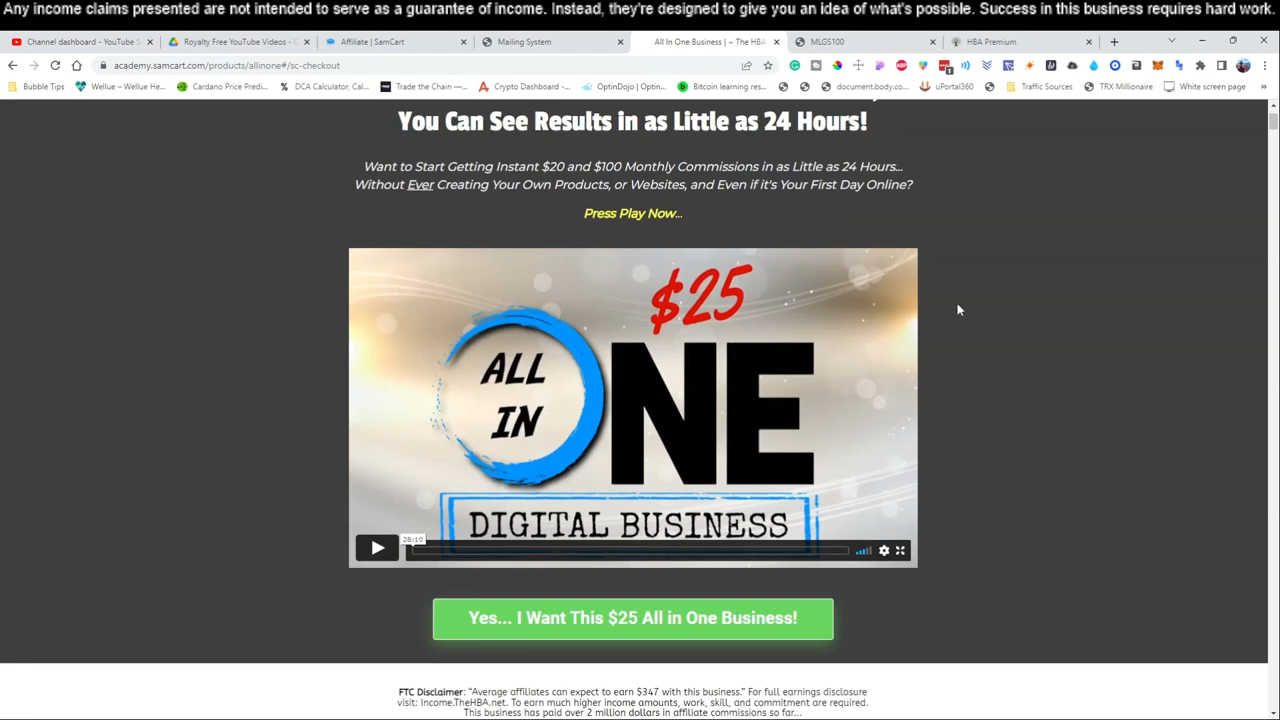 Any income claims presented are not intended to serve as a guarantee of income. Instead, they're designed to give you an idea of what's possible. Success in this business requires hard work.
Channel dashboard - YouTube S
Royalty Free YouTube Videos -
Affiliate | SamCart
Mailing System
All In One Business | – The HBA
MLGS100
HBA Premium
academy.samcart.com/products/allinone#/sc-checkout
Bubble Tips
Wellue — Wellue He...
Cardano Price Predi...
DCA Calculator, Cal...
Trade the Chain —...
Crypto Dashboard -...
OptinDojo | Optin...
Bitcoin learning res...
document.body.co...
uPortal360
Traffic Sources
TRX Millionaire
White screen page
You Can See Results in as Little as 24 Hours!
Want to Start Getting Instant $20 and $100 Monthly Commissions in as Little as 24 Hours...
Without Ever Creating Your Own Products, or Websites, and Even if it's Your First Day Online?
Press Play Now...
$25
ALL
IN
ONE
DIGITAL BUSINESS
28:10
Yes... I Want This $25 All in One Business!
FTC Disclaimer: “Average affiliates can expect to earn $347 with this business.” For full earnings disclosure
visit: Income.TheHBA.net. To earn much higher income amounts, work, skill, and commitment are required.
This business has paid over 2 million dollars in affiliate commissions so far...